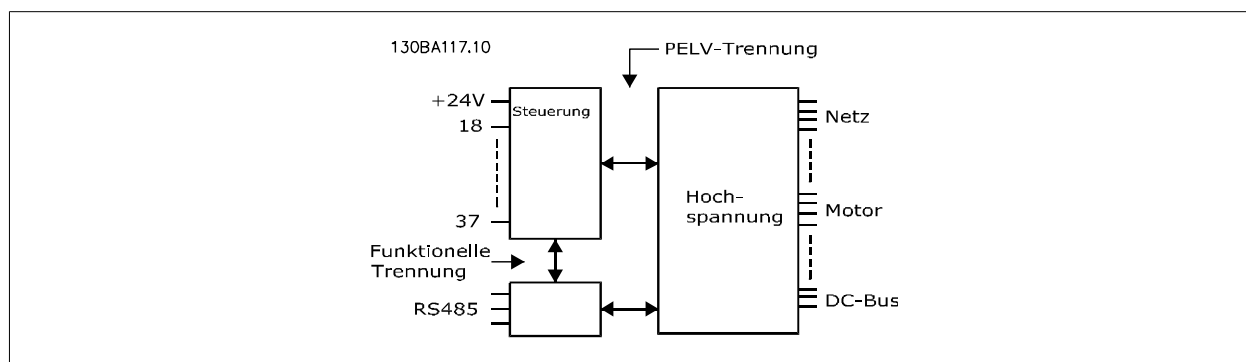 130BA117.10
PELV-Trennung
+24V
Steuerung
18
37
Hoch-
spannung
Netz
Motor
DC-Bus
Funktionelle
Trennung
RS485